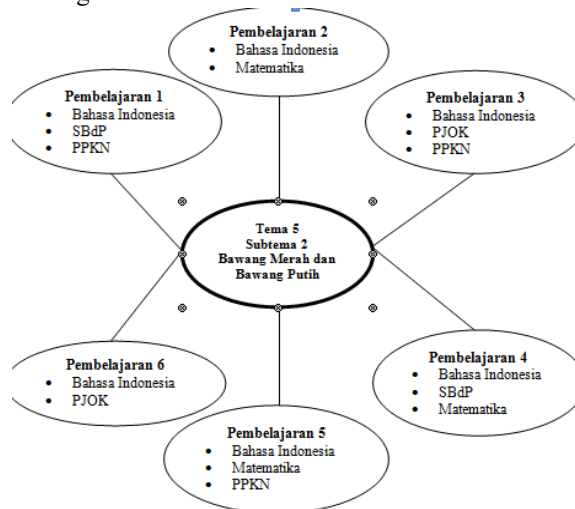 Pembelajaran 2
• Bahasa Indonesia
• Matematika
Pembelajaran 1
• Bahasa Indonesia
• SBdP
• PPKN
Pembelajaran 3
• Bahasa Indonesia
• PJOK
• PPKN
Tema 5
Subtema 2
Bawang Merah dan
Bawang Putih
Pembelajaran 6
• Bahasa Indonesia
• PJOK
Pembelajaran 4
• Bahasa Indonesia
• SBdP
• Matematika
Pembelajaran 5
• Bahasa Indonesia
• Matematika
• PPKN